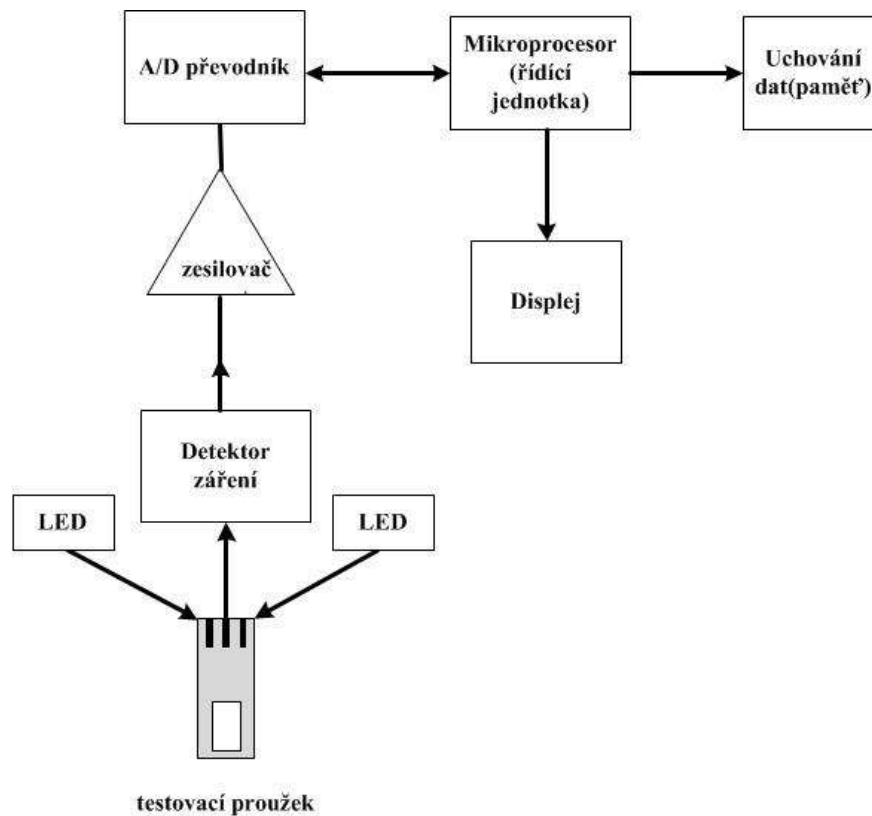 A/D převodník
Mikroprocesor
(řídící
jednotka)
Uchování
dat(paměť)
zesilovač
Displej
Detektor
záření
LED
LED
testovací proužek